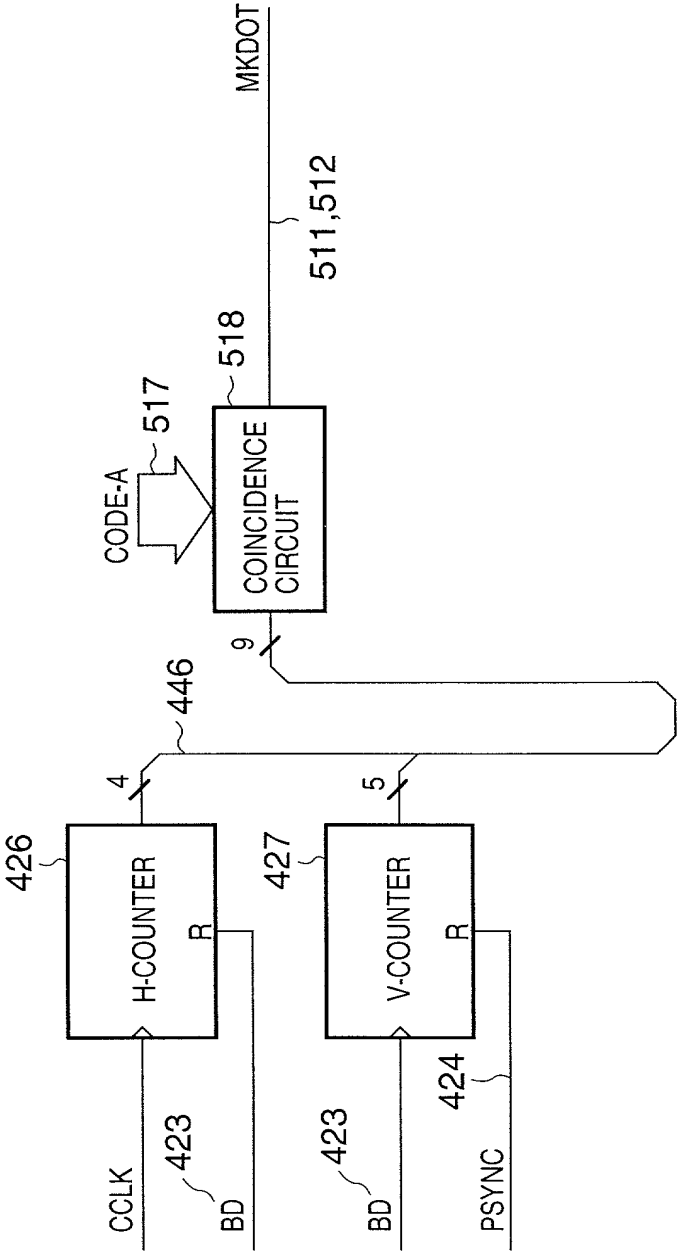 CCLK
423
BD
426
H-COUNTER
R
4
446
423
BD
PSYNC
424
427
V-COUNTER
R
5
9
CODE-A
517
COINCIDENCE
CIRCUIT
518
511,512
MKDOT